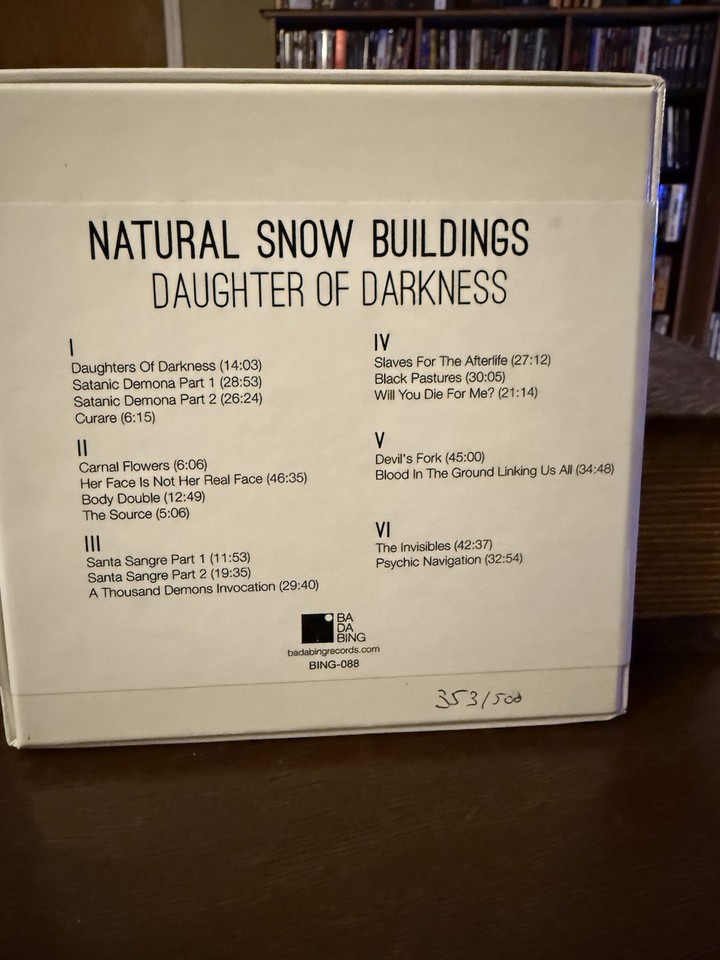 NATURAL SNOW BUILDINGS
DAUGHTER OF DARKNESS
I
Daughters Of Darkness (14:03)
Satanic Demona Part 1 (28:53)
Satanic Demona Part 2 (26:24)
Curare (6:15)
II
Carnal Flowers (6:06)
Her Face Is Not Her Real Face (46:35)
Body Double (12:49)
The Source (5:06)
III
Santa Sangre Part 1 (11:53)
Santa Sangre Part 2 (19:35)
A Thousand Demons Invocation (29:40)
IV
Slaves For The Afterlife (27:12)
Black Pastures (30:05)
Will You Die For Me? (21:14)
V
Devil's Fork (45:00)
Blood In The Ground Linking Us All (34:48)
VI
The Invisibles (42:37)
Psychic Navigation (32:54)
BA
DA
BING
badabingrecords.com
BING-088
353/500